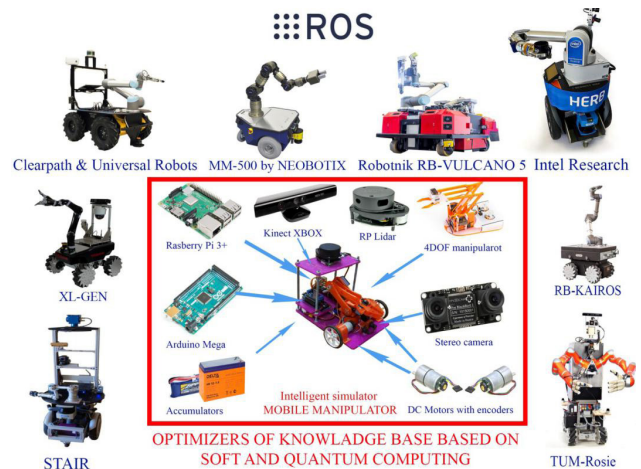 ROS
HERB
Clearpath & Universal Robots
MM-500 by NEOBOTIX
Robotnik RB-VULCANO 5
Intel Research
Rasberry Pi 3+
Kinect XBOX
RP Lidar
4DOF manipularot
XL-GEN
RB-KAIROS
Arduino Mega
Stereo camera
Accumulators
Intelligent simulator
MOBILE MANIPULATOR
DC Motors with encoders
STAIR
OPTIMIZERS OF KNOWLADGE BASE BASED ON
SOFT AND QUANTUM COMPUTING
TUM-Rosie